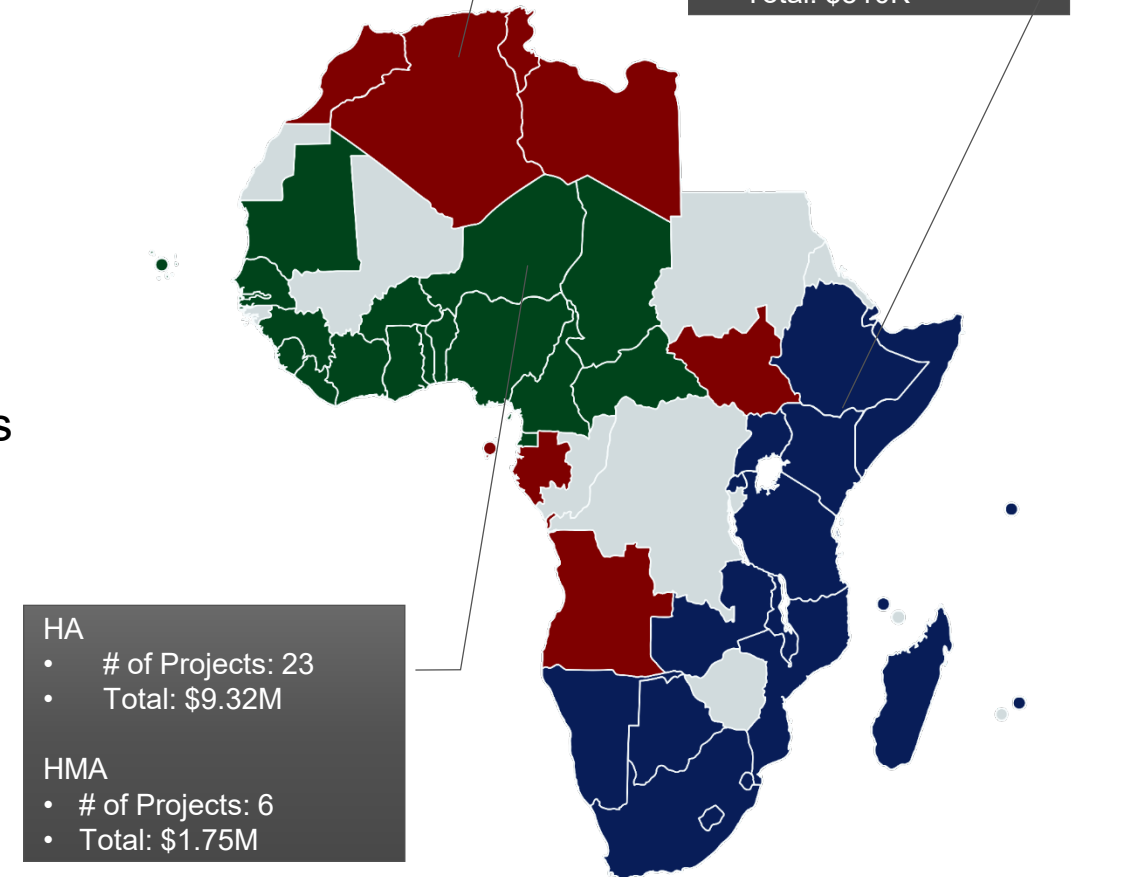 s
HA
• # of Projects: 23
• Total: $9.32M
HMA
• # of Projects: 6
• Total: $1.75M